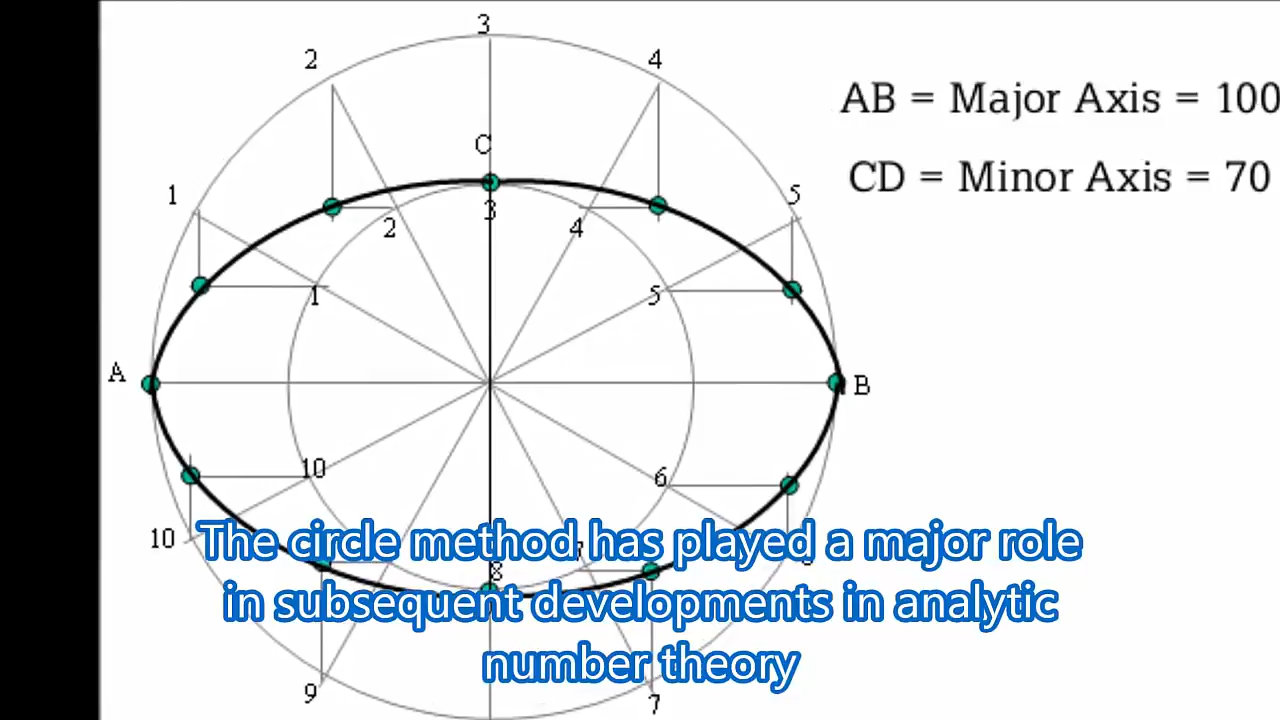 3
2
4
AB = Major Axis = 100
C
CD = Minor Axis = 70
1
5
3
2
4
1
5
A
B
10
6
10
The circle method has played a major role
8
in subsequent developments in analytic
number theory
9
7